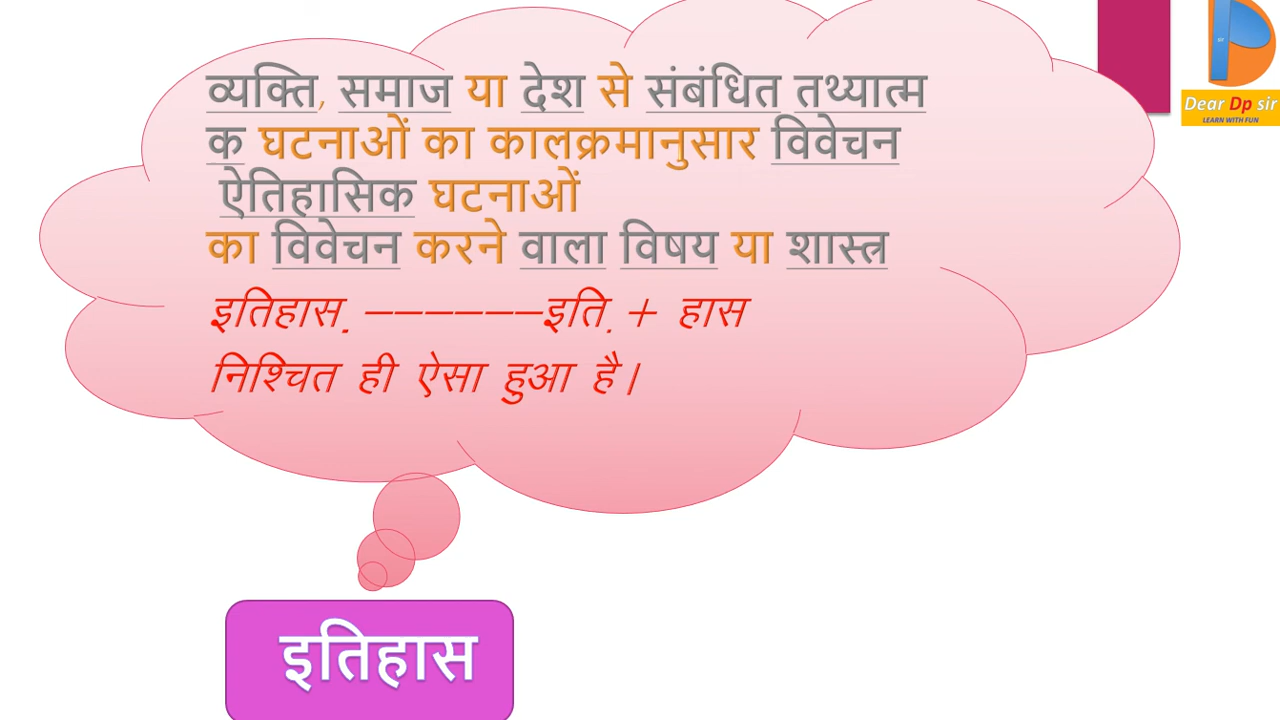 व्यक्ति, समाज या देश से संबंधित तथ्यात्म
क घटनाओं का कालक्रमानुसार विवेचन
ऐतिहासिक घटनाओं
का विवेचन करने वाला विषय या शास्त्र
इतिहास. ––––––इति. + हास
निश्चित ही ऐसा हुआ है।
इतिहास
Dear Dp sir
LEARN WITH FUN